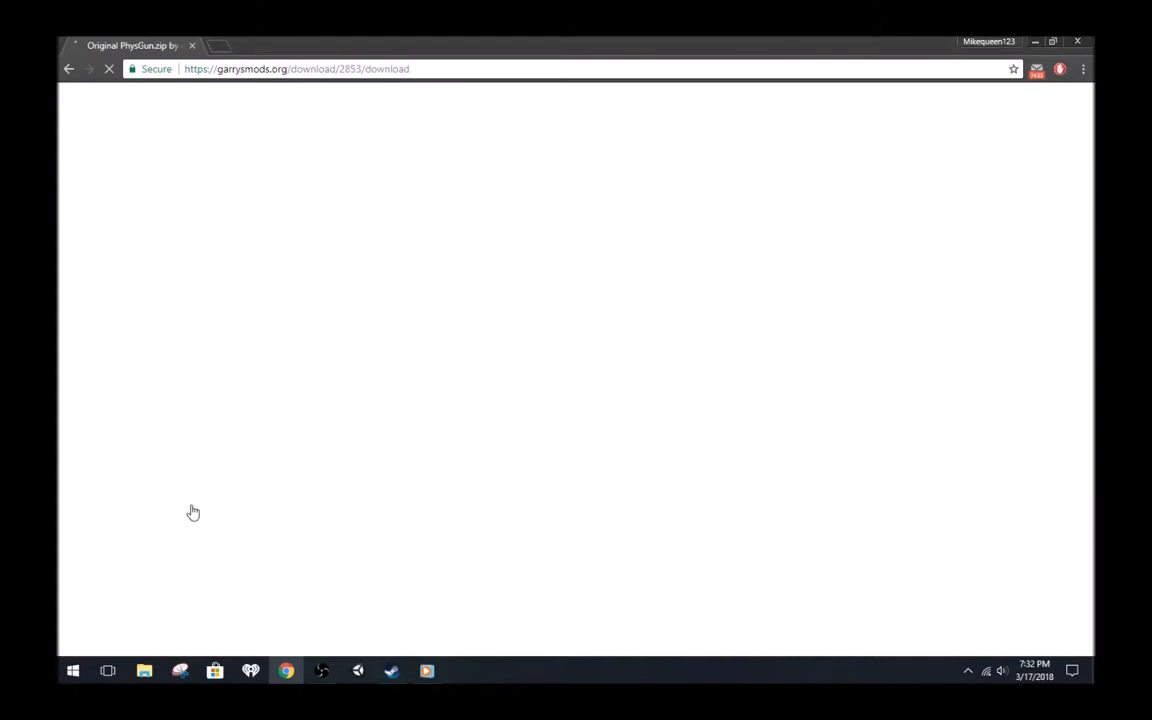 Original PhysGun.zip by
Mikequeen123
Secure
https://garrysmods.org/download/2853/download
7:32 PM
3/17/2018